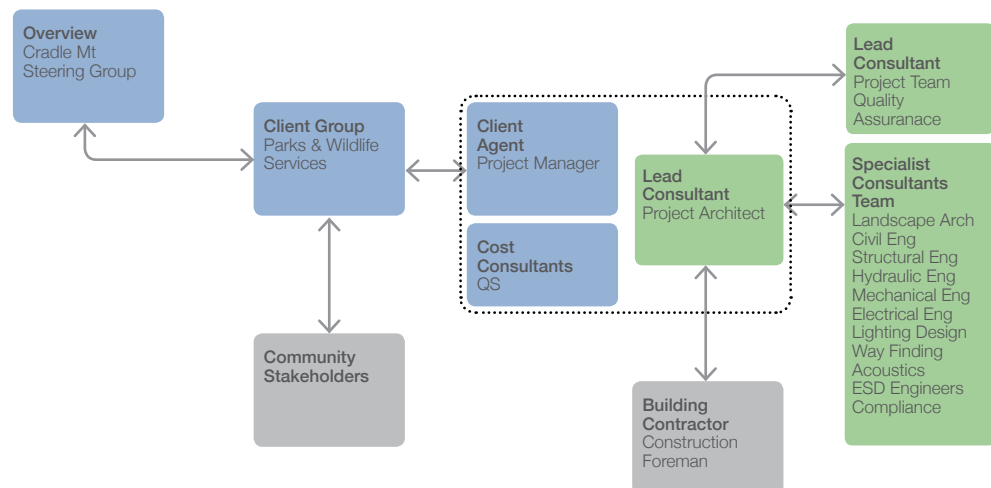 Overview
Cradle Mt
Steering Group
Client Group
Parks & Wildlife
Services
Community
Stakeholders
Client
Agent
Project Manager
Cost
Consultants
QS
Lead
Consultant
Project Architect
Building
Contractor
Construction
Foreman
Lead
Consultant
Project Team
Quality
Assuranace
Specialist
Consultants
Team
Landscape Arch
Civil Eng
Structural Eng
Hydraulic Eng
Mechanical Eng
Electrical Eng
Lighting Design
Way Finding
Acoustics
ESD Engineers
Compliance